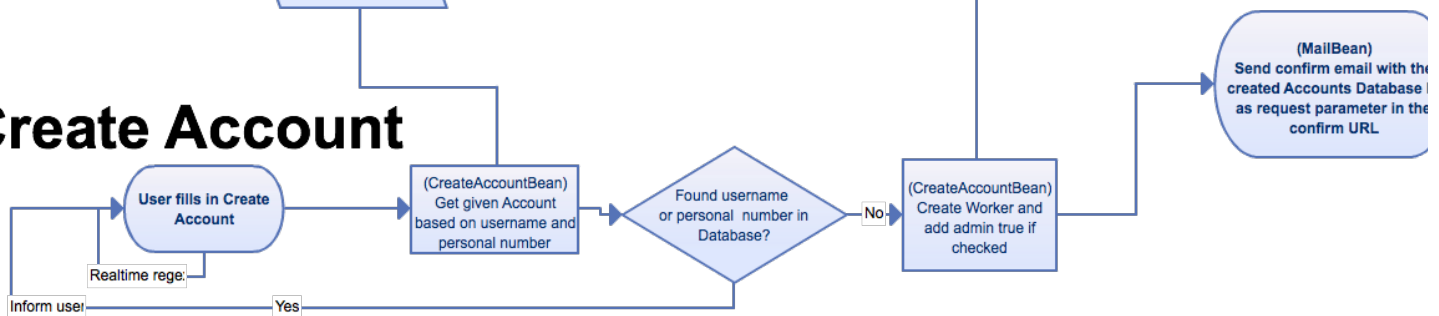 Create Account
User fills in Create
Account
Realtime rege
Inform user
Yes
(CreateAccountBean)
Get given Account
based on username and
personal number
Found username
or personal number in
Database?
No
(CreateAccountBean)
Create Worker and
add admin true if
checked
(MailBean)
Send confirm email with the
created Accounts Database
as request parameter in the
confirm URL